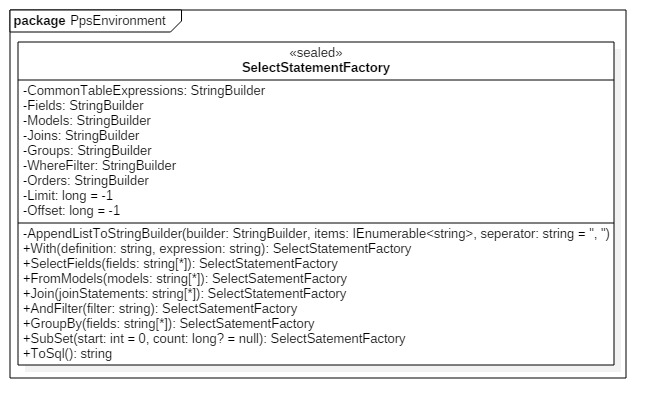 package PpsEnvironment
«sealed»
SelectStatementFactory
-CommonTableExpressions: StringBuilder
-Fields: StringBuilder
-Models: StringBuilder
-Joins: StringBuilder
-Groups: StringBuilder
-WhereFilter: StringBuilder
-Orders: StringBuilder
-Limit: long = -1
-Offset: long = -1
-AppendListToStringBuilder(builder: StringBuilder, items: IEnumerable<string>, seperator: string = ", ")
+With(definition: string, expression: string): SelectStatementFactory
+SelectFields(fields: string[*]): SelectStatementFactory
+FromModels(models: string[*]): SelectSatementFactory
+Join(joinStatements: string[*]): SelectStatementFactory
+AndFilter(filter: string): SelectSatementFactory
+GroupBy(fields: string[*]): SelectSatementFactory
+SubSet(start: int = 0, count: long? = null): SelectSatementFactory
+ToSql(): string